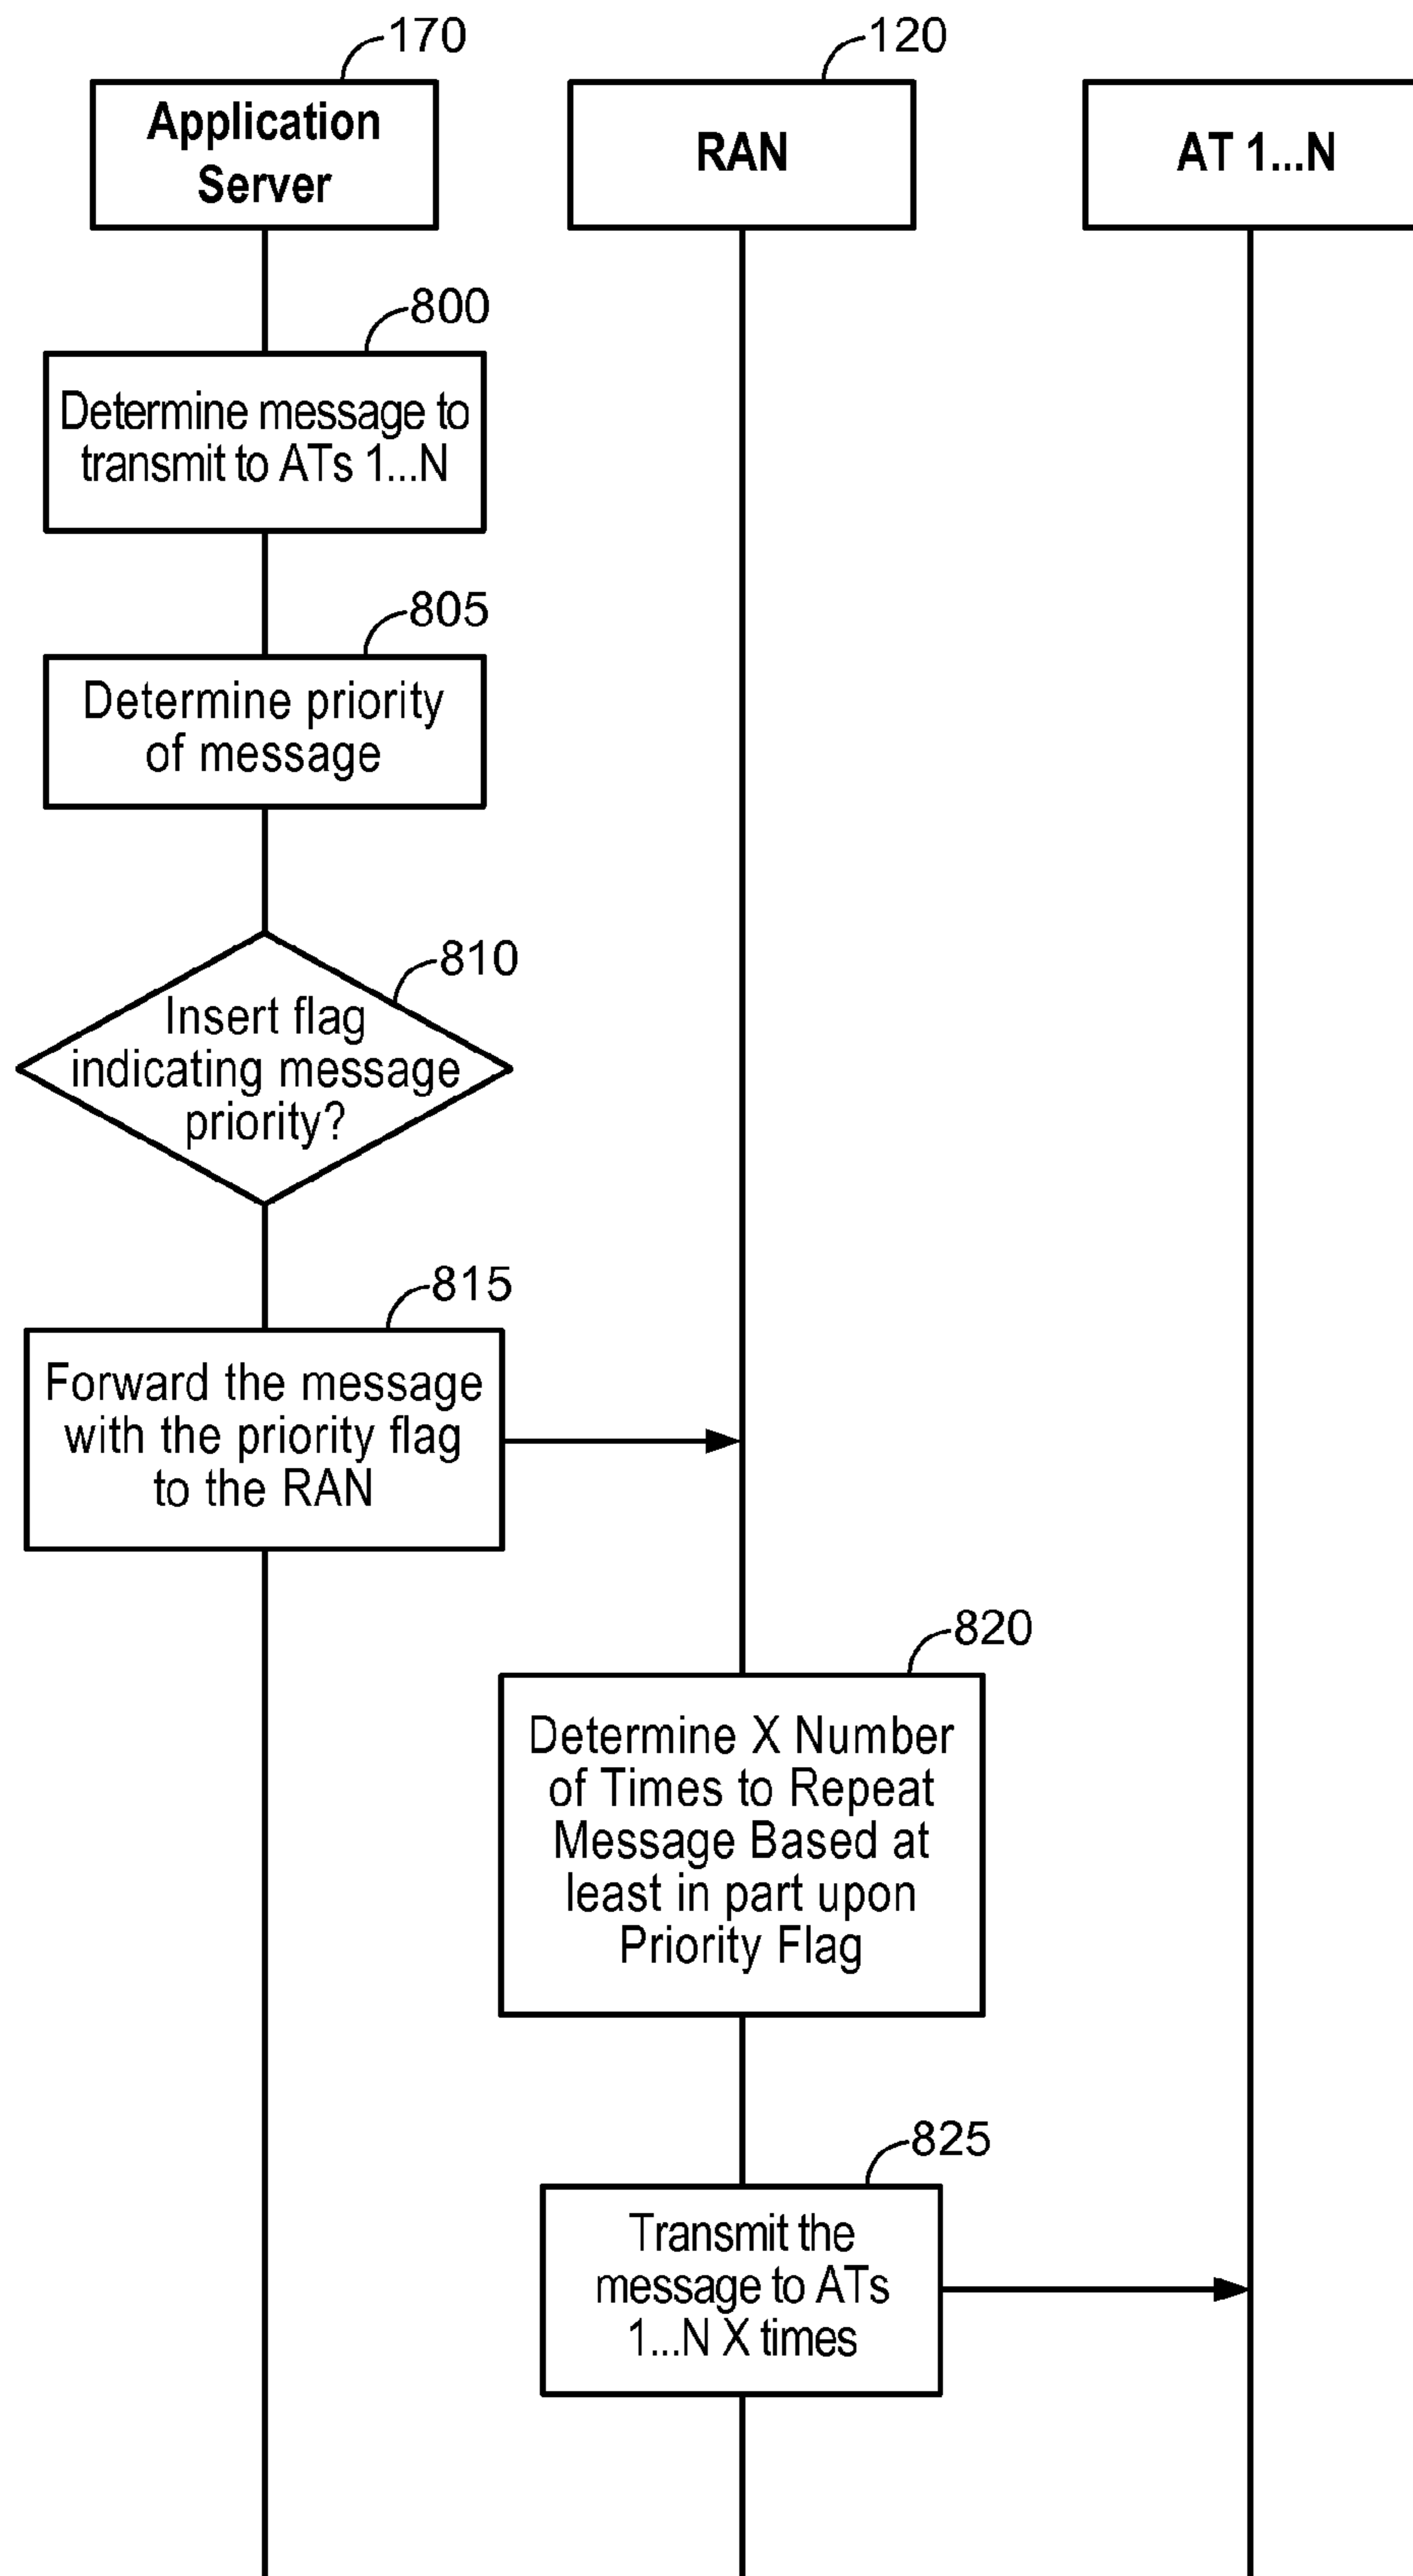 170
120
Application
Server
RAN
AT 1...N
800
Determine message to
transmit to ATs 1...N
805
Determine priority
of message
810
Insert flag
indicating message
priority?
815
Forward the message
with the priority flag
to the RAN
820
Determine X Number
of Times to Repeat
Message Based at
least in part upon
Priority Flag
825
Transmit the
message to ATs
1...N X times